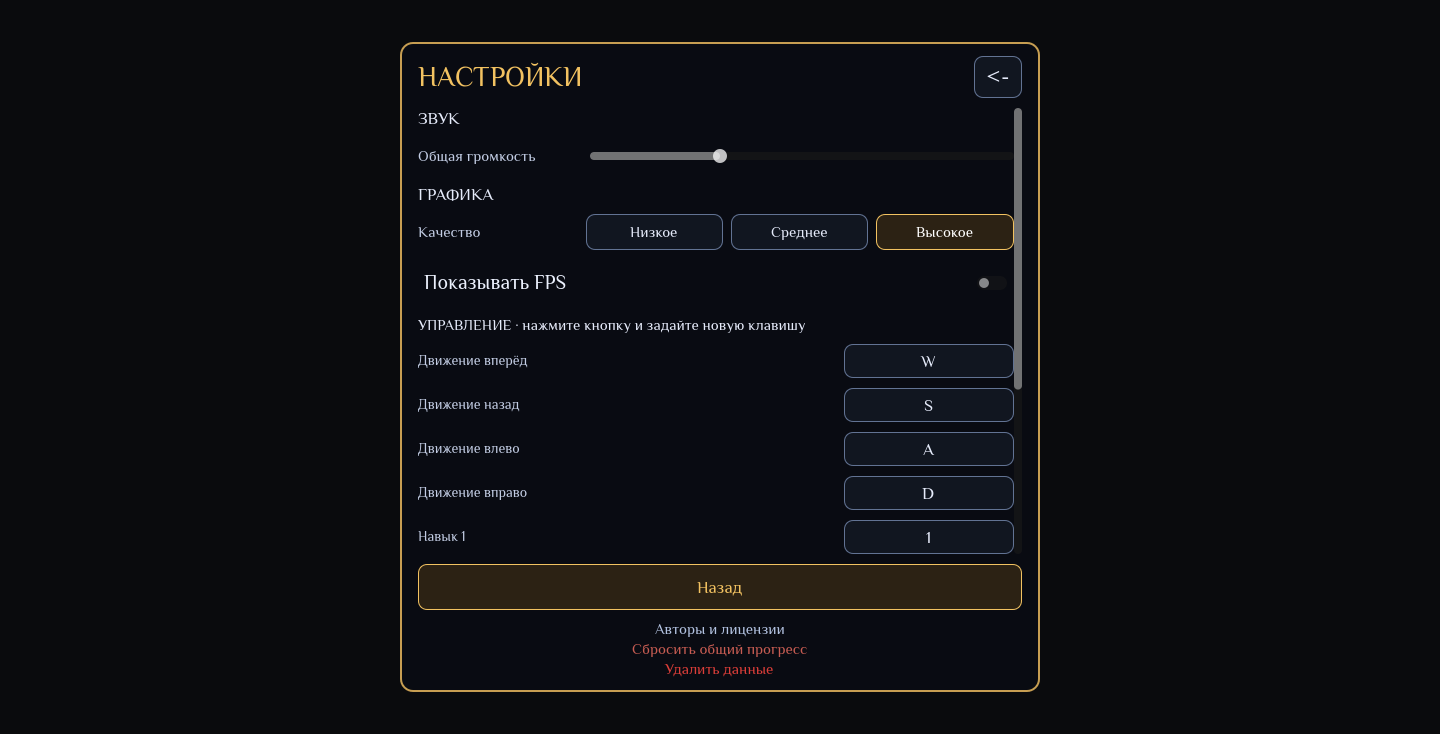 НАСТРОЙКИ
<-
ЗВУК
Общая громкость
ГРАФИКА
Качество Низкое Среднее Высокое
Показывать FPS
УПРАВЛЕНИЕ · нажмите кнопку и задайте новую клавишу
Движение вперёд W
Движение назад S
Движение влево A
Движение вправо D
Навык 1 1
Назад
Авторы и лицензии
Сбросить общий прогресс
Удалить данные